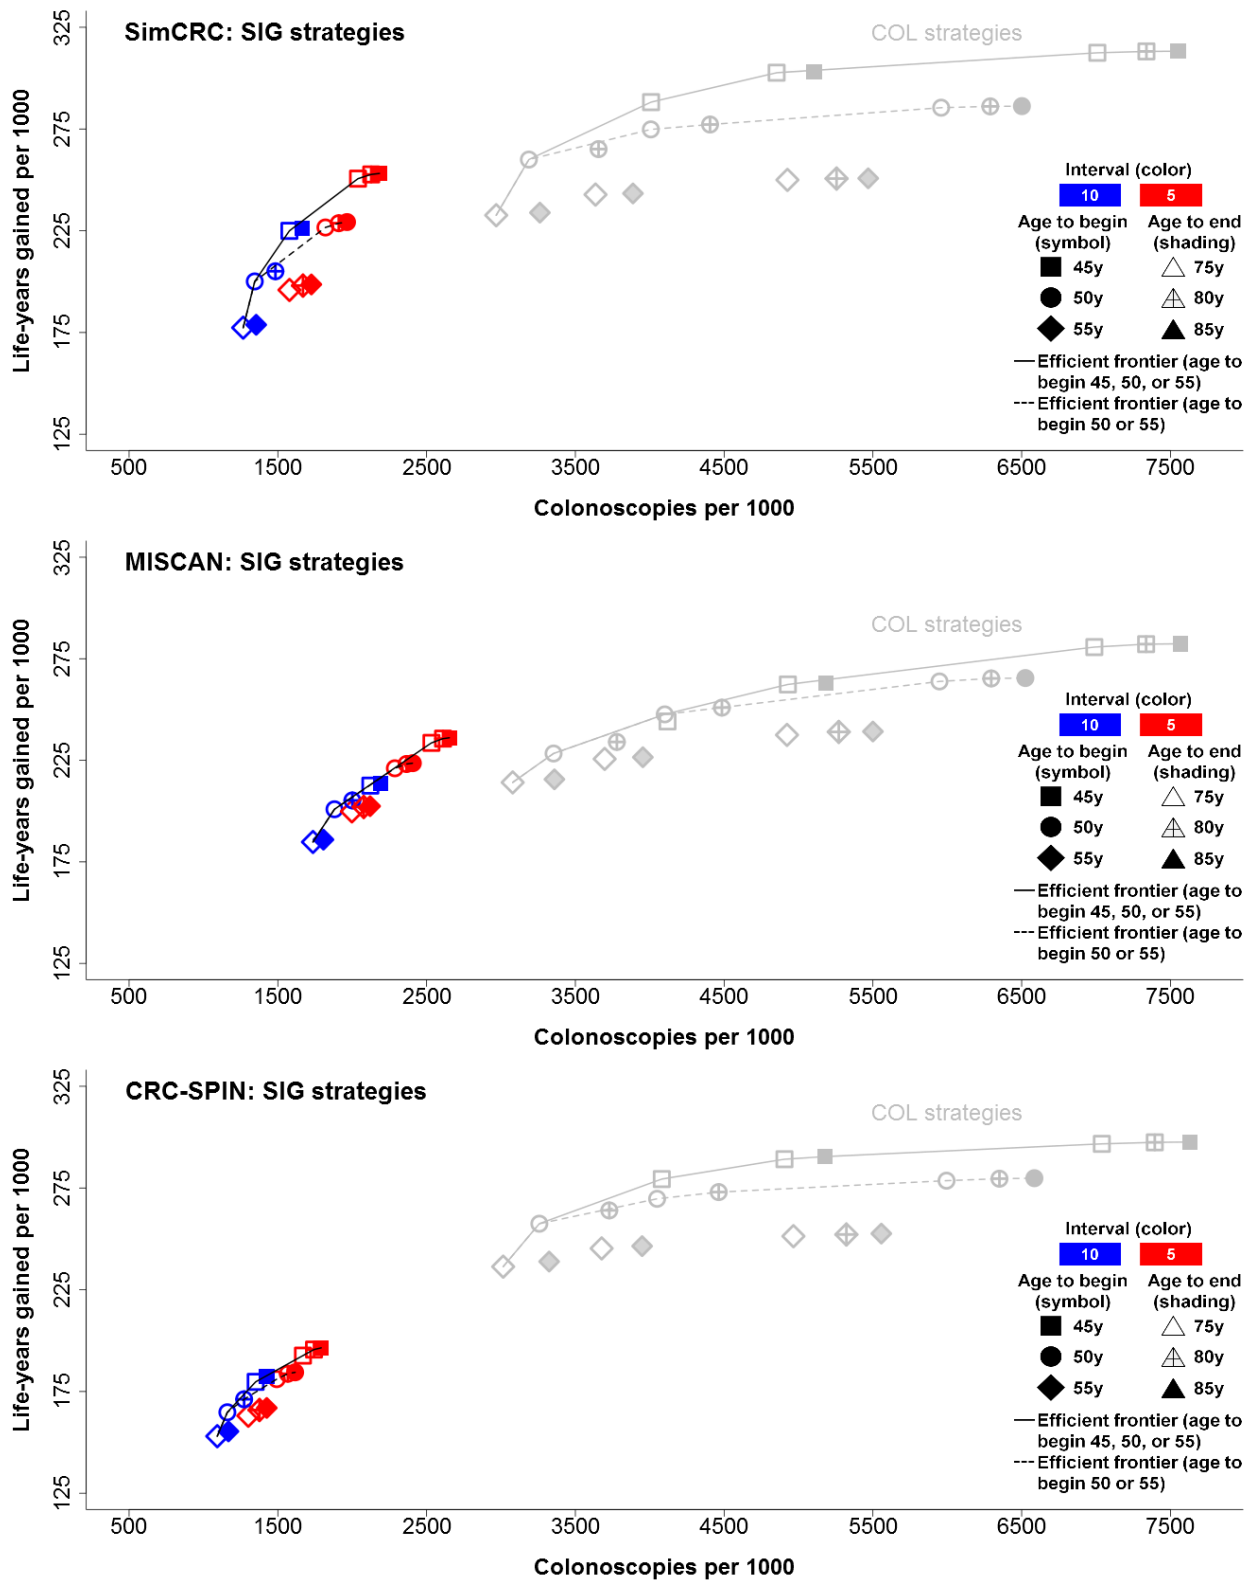 SimCRC: SIG strategies
COL strategies
Life-years gained per 1000
325
275
225
175
125
Interval (color)
10 5
Age to begin (symbol)
Age to end (shading)
45y 75y
50y 80y
55y 85y
Efficient frontier (age to
begin 45, 50, or 55)
Efficient frontier (age to
begin 50 or 55)
500 1500 2500 3500 4500 5500 6500 7500
Colonoscopies per 1000
MISCAN: SIG strategies
COL strategies
Life-years gained per 1000
325
275
225
175
125
Interval (color)
10 5
Age to begin (symbol)
Age to end (shading)
45y 75y
50y 80y
55y 85y
Efficient frontier (age to
begin 45, 50, or 55)
Efficient frontier (age to
begin 50 or 55)
500 1500 2500 3500 4500 5500 6500 7500
Colonoscopies per 1000
CRC-SPIN: SIG strategies
COL strategies
Life-years gained per 1000
325
275
225
175
125
Interval (color)
10 5
Age to begin (symbol)
Age to end (shading)
45y 75y
50y 80y
55y 85y
Efficient frontier (age to
begin 45, 50, or 55)
Efficient frontier (age to
begin 50 or 55)
500 1500 2500 3500 4500 5500 6500 7500
Colonoscopies per 1000